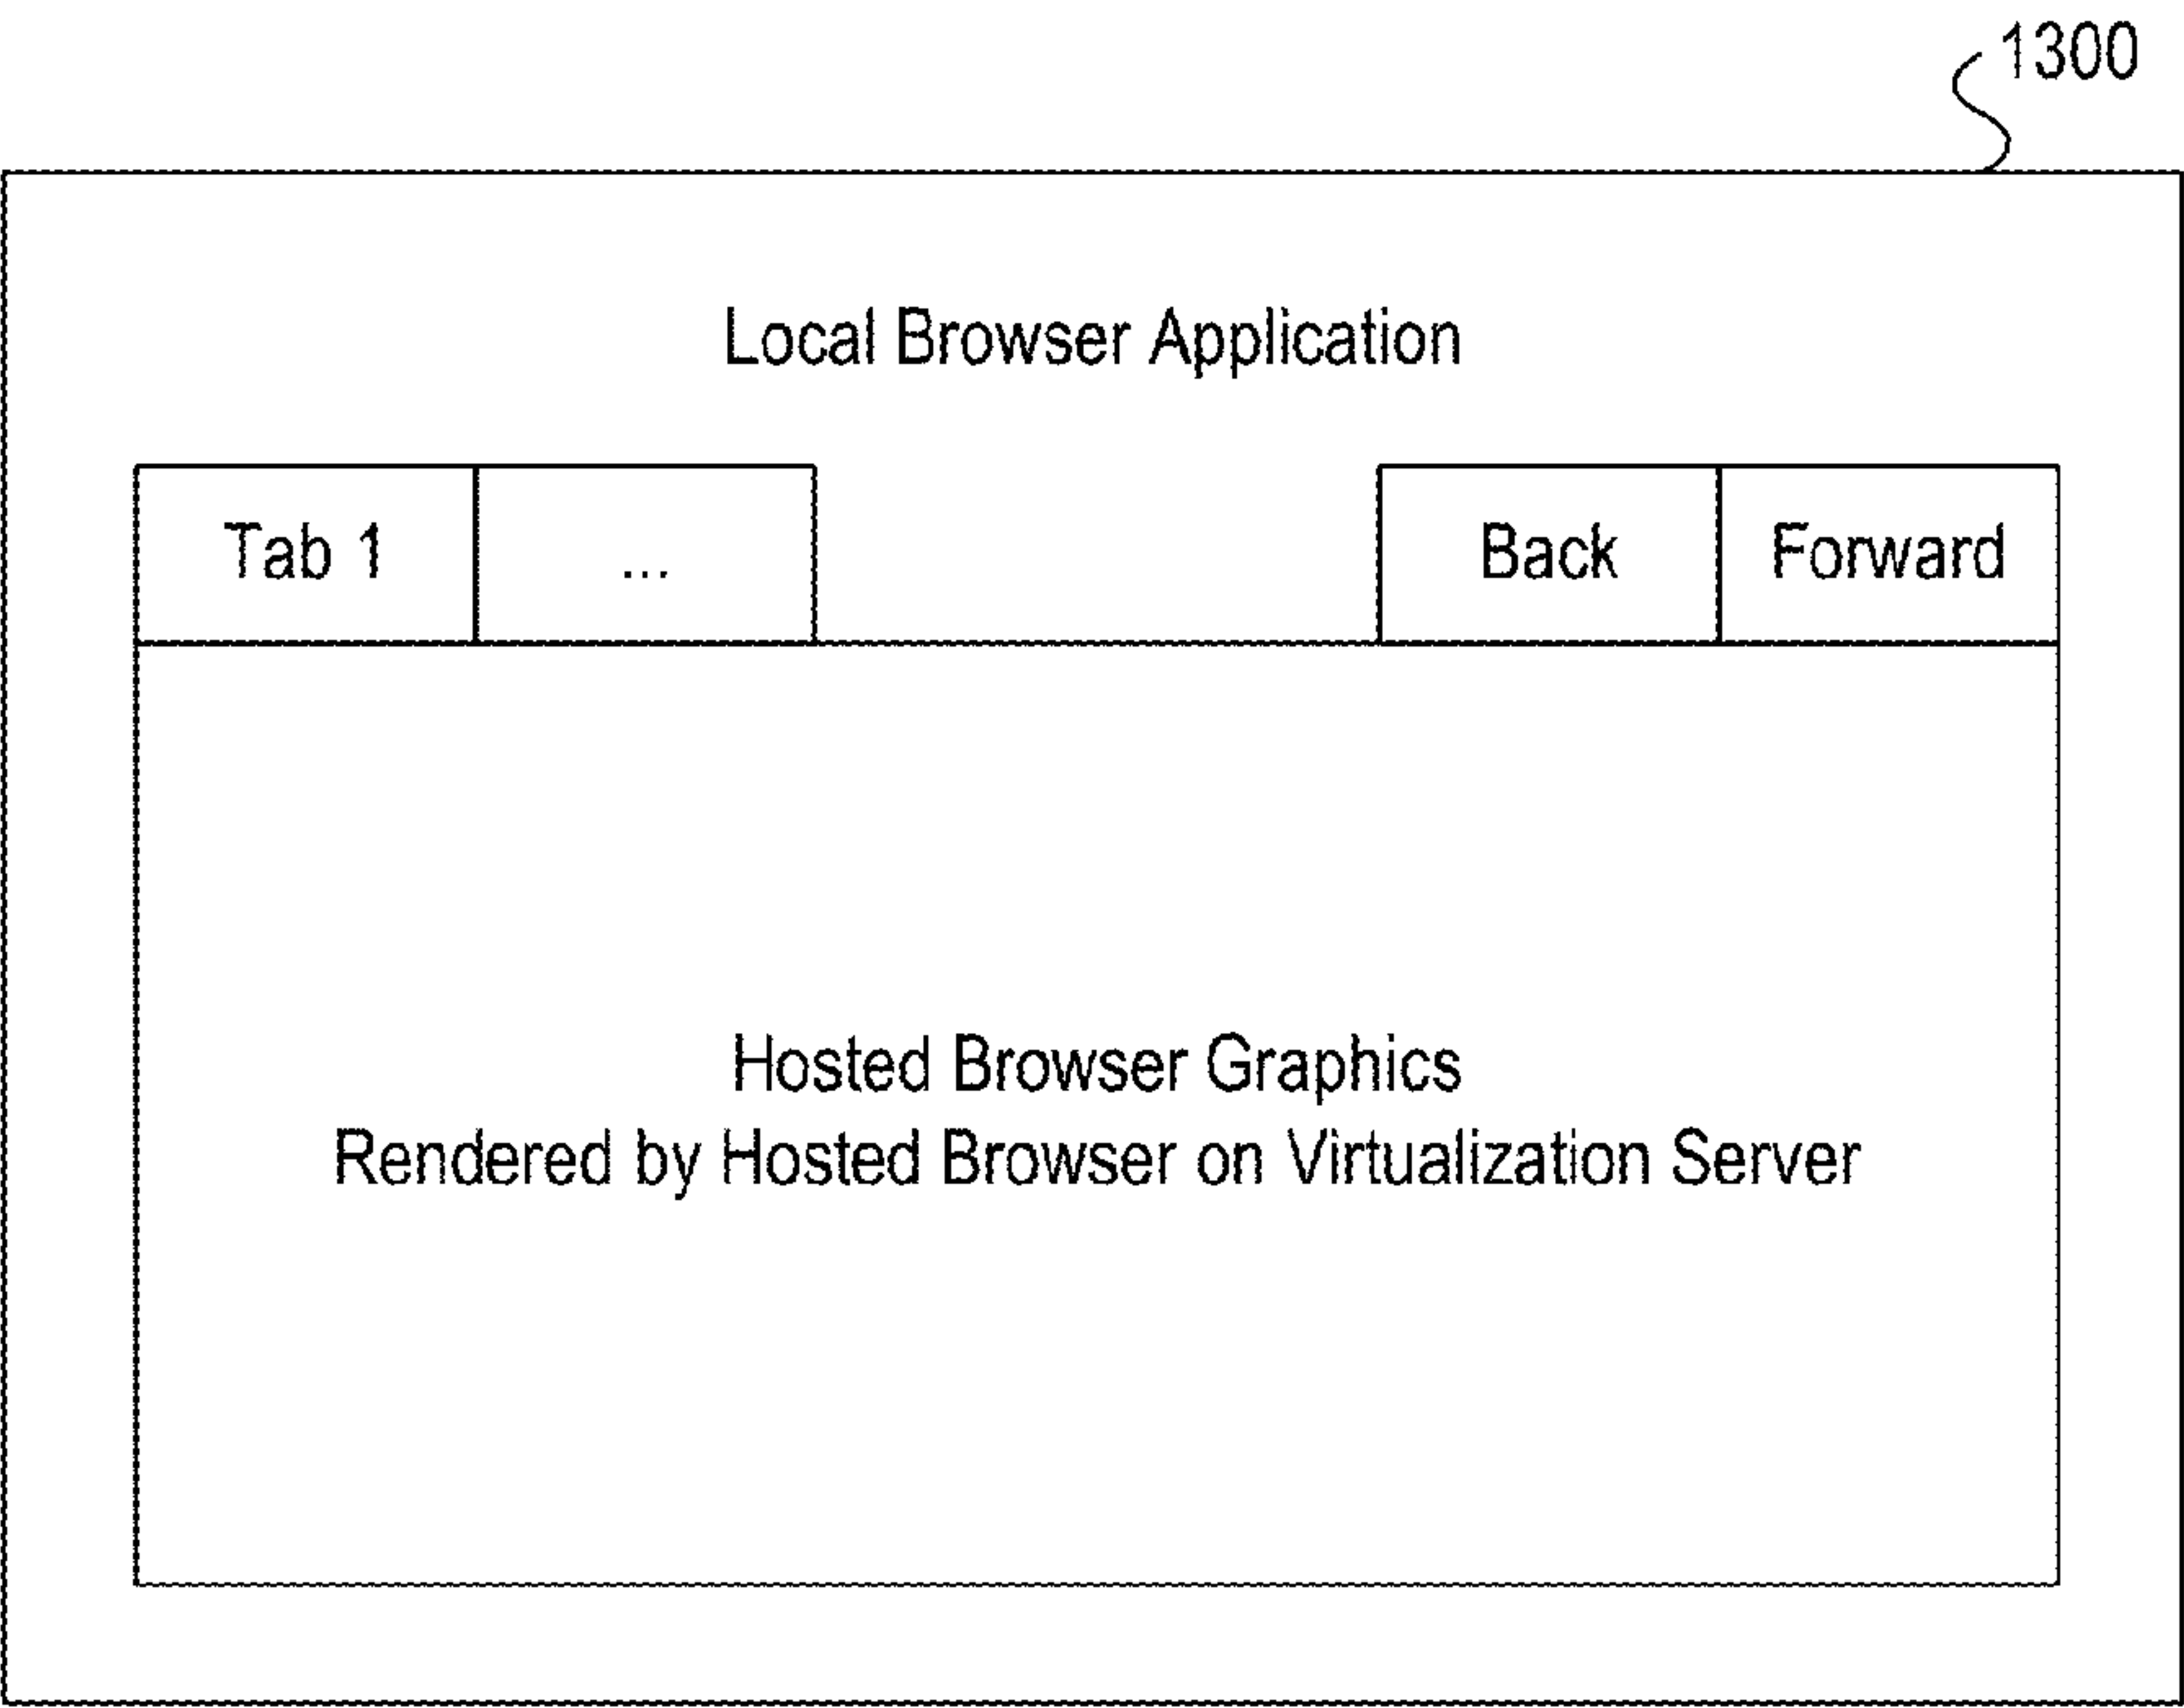 1300
Local Browser Application
Tab 1 ... Back Forward
Hosted Browser Graphics
Rendered by Hosted Browser on Virtualization Server